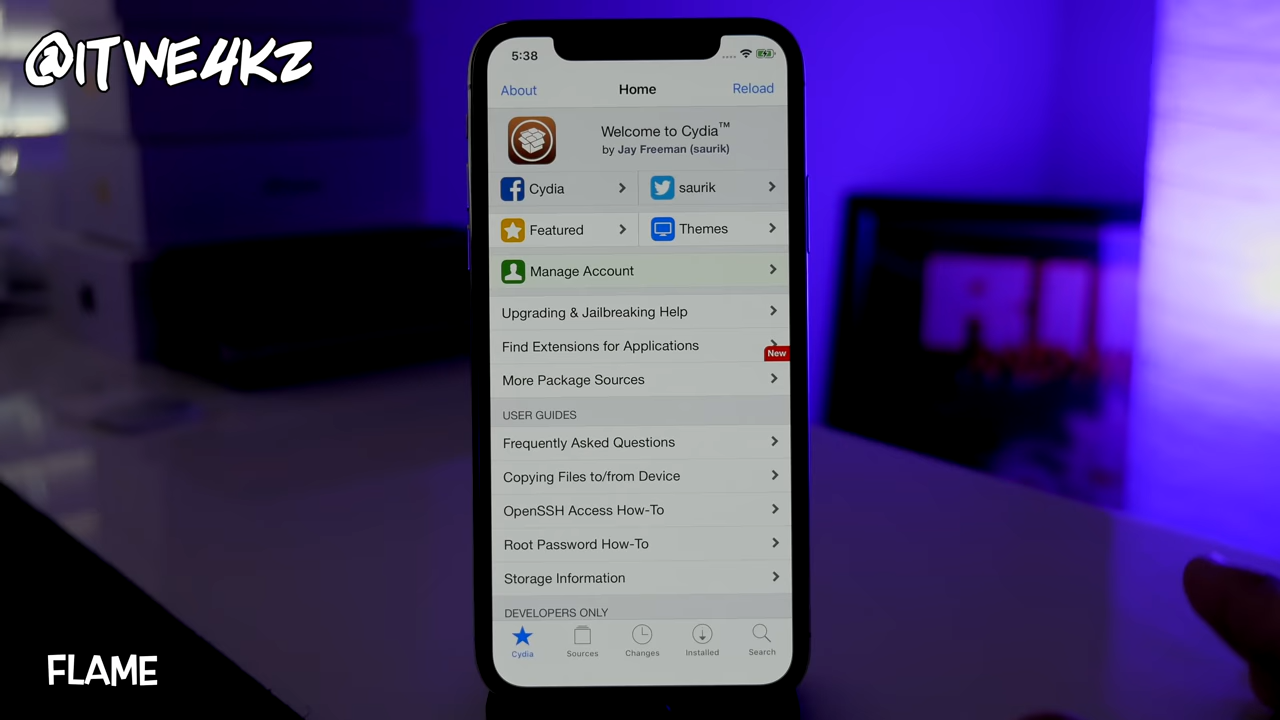 @ITWE4KZ
5:38
About
Home
Reload
Welcome to Cydia™
by Jay Freeman (saurik)
Cydia
saurik
Featured
Themes
Manage Account
Upgrading & Jailbreaking Help
Find Extensions for Applications
New
More Package Sources
USER GUIDES
Frequently Asked Questions
Copying Files to/from Device
OpenSSH Access How-To
Root Password How-To
Storage Information
DEVELOPERS ONLY
Cydia
Sources
Changes
Installed
Search
FLAME